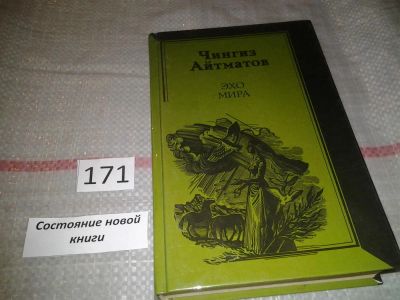 Чингиз
Айтматов
ЭХО
МИРА
171
Состояние новой
книги